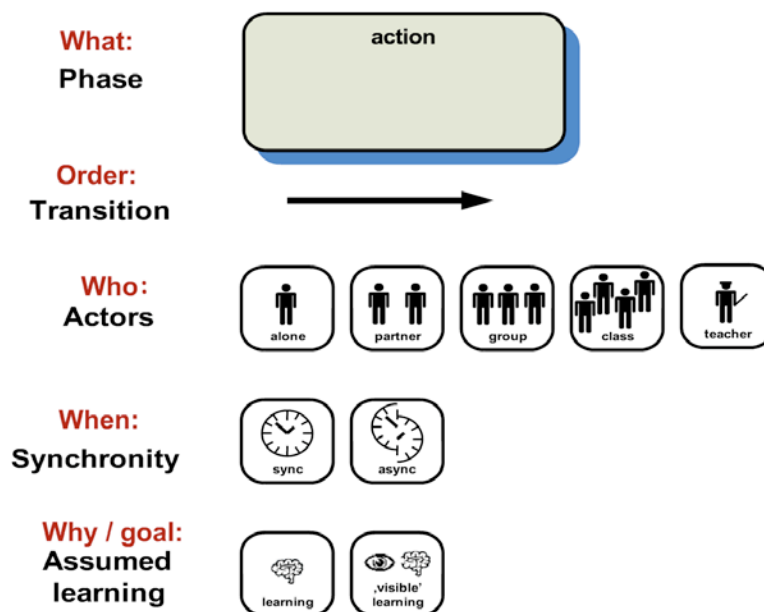 What:
Phase
action
Order:
Transition
Who:
Actors
alone
partner
group
class
teacher
When:
Synchronity
sync
async
Why / goal:
Assumed
learning
learning
‚visible'
learning